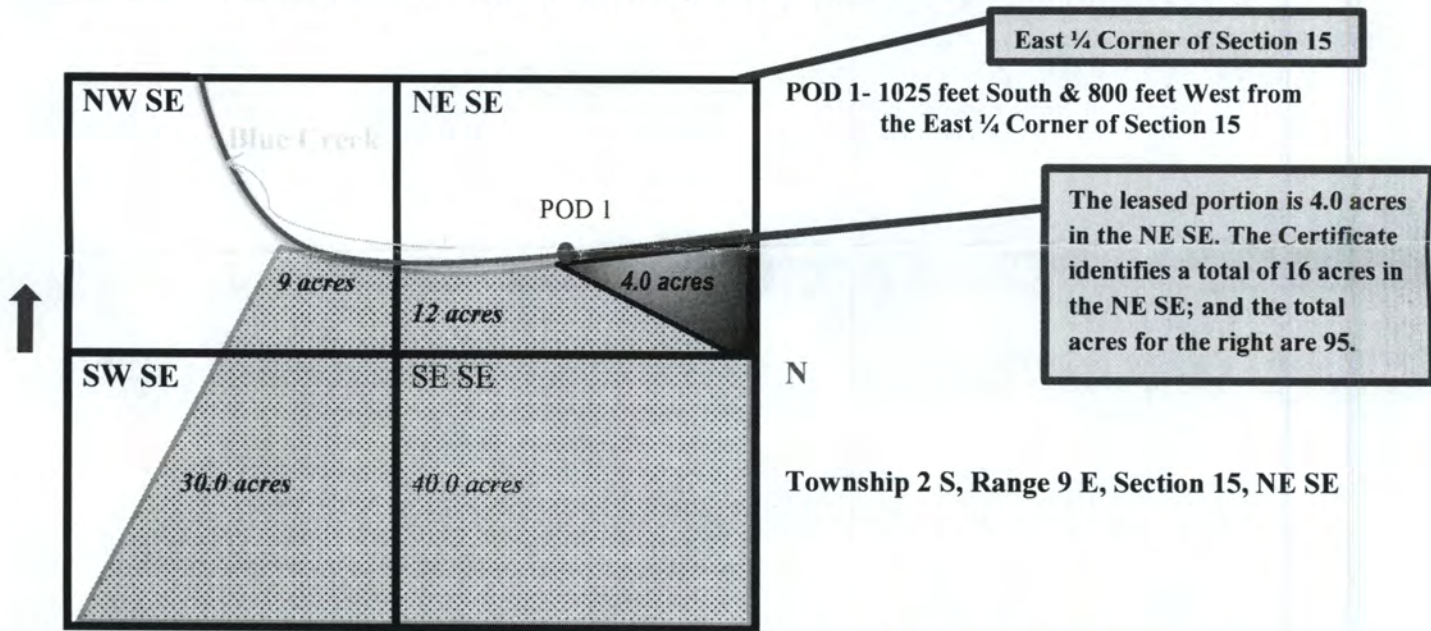 East ¼ Corner of Section 15
NW SE
NE SE
POD 1- 1025 feet South & 800 feet West from
the East ¼ Corner of Section 15
Blue Creek
POD 1
The leased portion is 4.0 acres
in the NE SE. The Certificate
identifies a total of 16 acres in
the NE SE; and the total
acres for the right are 95.
9 acres
12 acres
4.0 acres
SW SE
SE SE
N
30.0 acres
40.0 acres
Township 2 S, Range 9 E, Section 15, NE SE